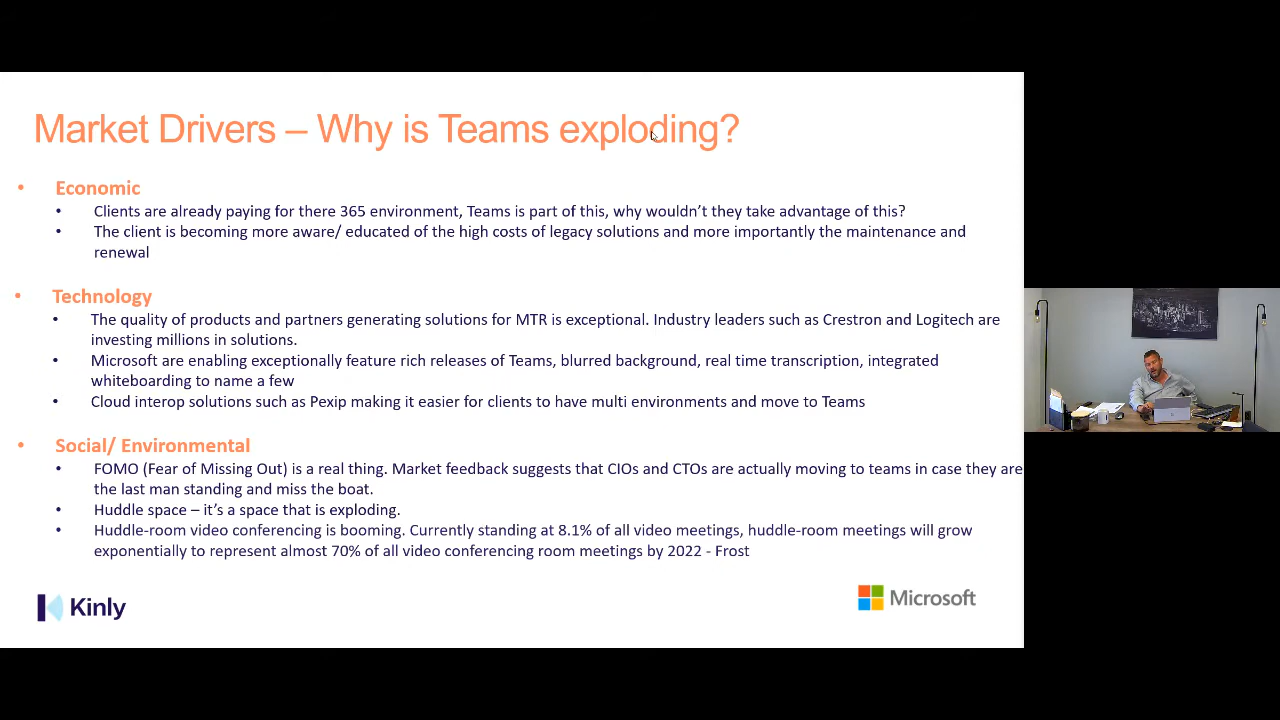 Market Drivers – Why is Teams exploding?
• Economic
• Clients are already paying for there 365 environment, Teams is part of this, why wouldn't they take advantage of this?
• The client is becoming more aware/ educated of the high costs of legacy solutions and more importantly the maintenance and
renewal
• Technology
• The quality of products and partners generating solutions for MTR is exceptional. Industry leaders such as Crestron and Logitech are
investing millions in solutions.
• Microsoft are enabling exceptionally feature rich releases of Teams, blurred background, real time transcription, integrated
whiteboarding to name a few
• Cloud interop solutions such as Pexip making it easier for clients to have multi environments and move to Teams
• Social/ Environmental
• FOMO (Fear of Missing Out) is a real thing. Market feedback suggests that CIOs and CTOs are actually moving to teams in case they are
the last man standing and miss the boat.
• Huddle space – it's a space that is exploding.
• Huddle-room video conferencing is booming. Currently standing at 8.1% of all video meetings, huddle-room meetings will grow
exponentially to represent almost 70% of all video conferencing room meetings by 2022 - Frost
Kinly
Microsoft